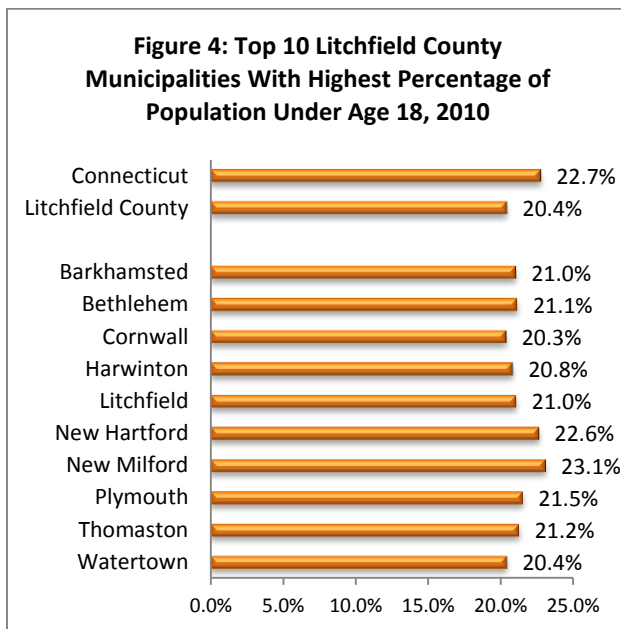 Figure 4: Top 10 Litchfield County
Municipalities With Highest Percentage of
Population Under Age 18, 2010
Connecticut 22.7%
Litchfield County 20.4%
Barkhamsted 21.0%
Bethlehem 21.1%
Cornwall 20.3%
Harwinton 20.8%
Litchfield 21.0%
New Hartford 22.6%
New Milford 23.1%
Plymouth 21.5%
Thomaston 21.2%
Watertown 20.4%
0.0% 5.0% 10.0% 15.0% 20.0% 25.0%